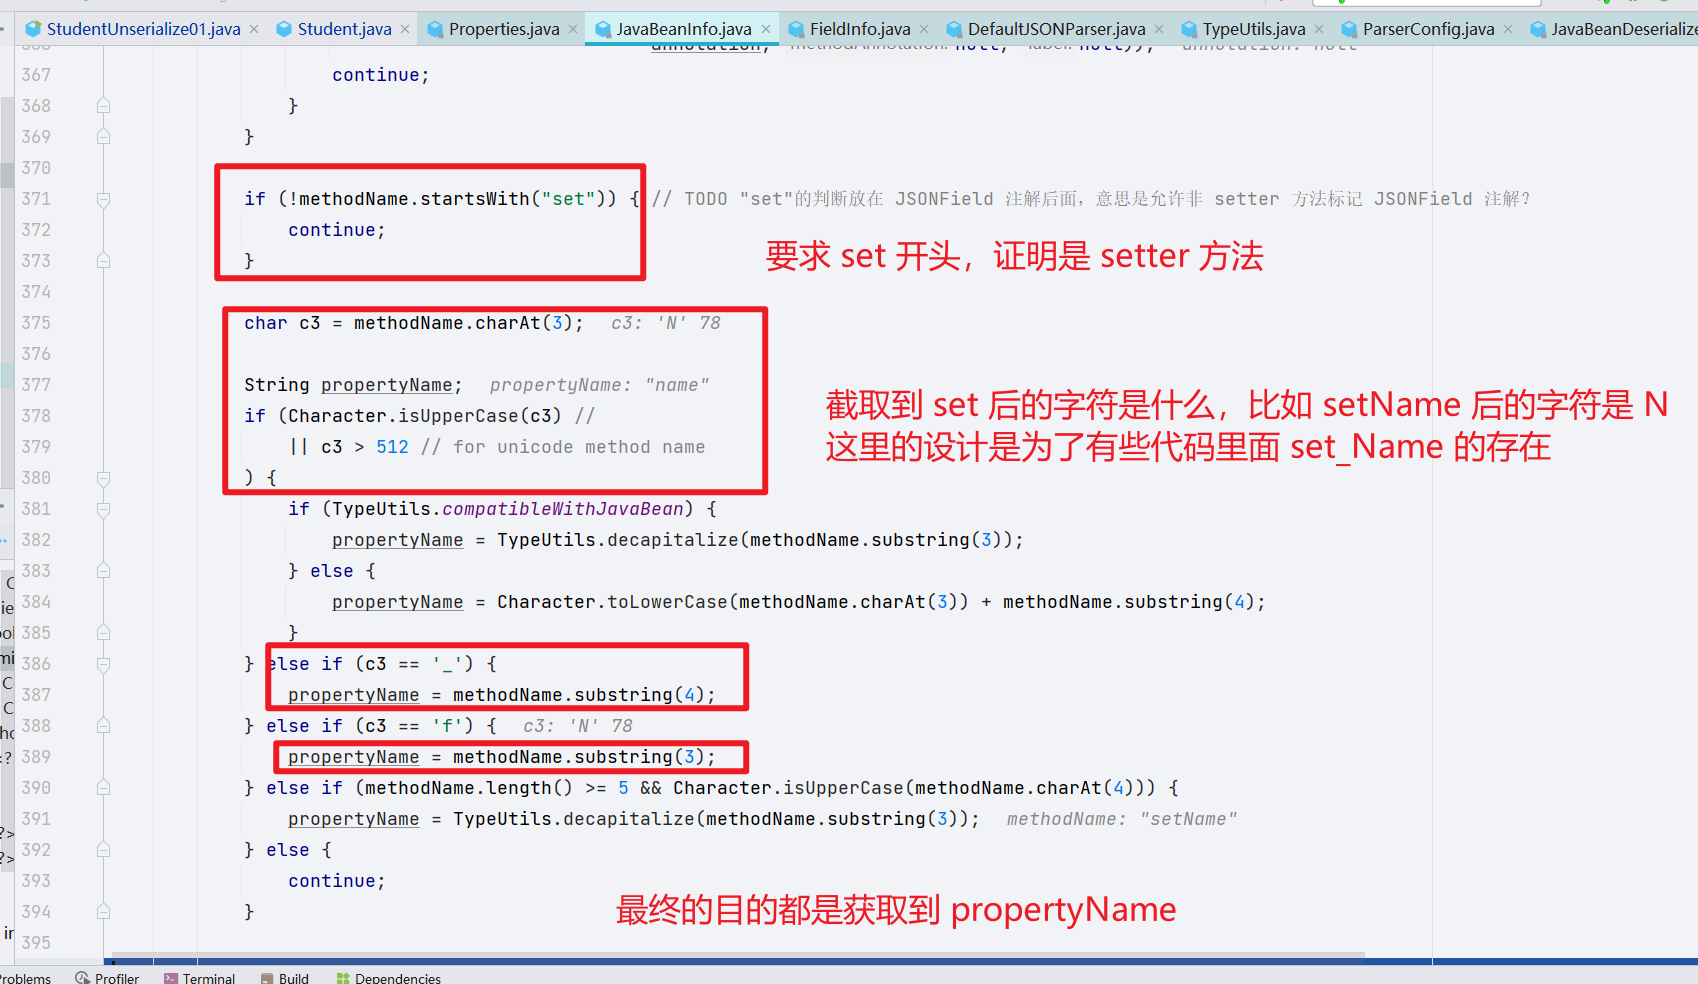 StudentUnserialize01.java × Student.java × Properties.java × JavaBeanInfo.java × FieldInfo.java × DefaultJSONParser.java × TypeUtils.java × ParserConfig.java × JavaBeanDeserialize
367 continue;
368 }
369 }
370
371 if (!methodName.startsWith("set")) { // TODO "set"的判断放在 JSONField 注解后面，意思是允许非 setter 方法标记 JSONField 注解？
372 continue;
要求 set 开头，证明是 setter 方法
373 }
374
375 char c3 = methodName.charAt(3); c3: 'N' 78
376
377 String propertyName; propertyName: "name"
截取到 set 后的字符是什么，比如 setName 后的字符是 N
378 if (Character.isUpperCase(c3) //
379 || c3 > 512 // for unicode method name
这里的设计是为了有些代码里面 set_Name 的存在
380 ) {
381 if (TypeUtils.compatibleWithJavaBean) {
382 propertyName = TypeUtils.decapitalize(methodName.substring(3));
383 } else {
384 propertyName = Character.toLowerCase(methodName.charAt(3)) + methodName.substring(4);
385 }
386 } else if (c3 == '_') {
387 propertyName = methodName.substring(4);
388 } else if (c3 == 'f') { c3: 'N' 78
389 propertyName = methodName.substring(3);
390 } else if (methodName.length() >= 5 && Character.isUpperCase(methodName.charAt(4))) {
391 propertyName = TypeUtils.decapitalize(methodName.substring(3)); methodName: "setName"
392 } else {
393 continue;
394 }
最终的目的都是获取到 propertyName
395
roblems Profiler Terminal Build Dependencies